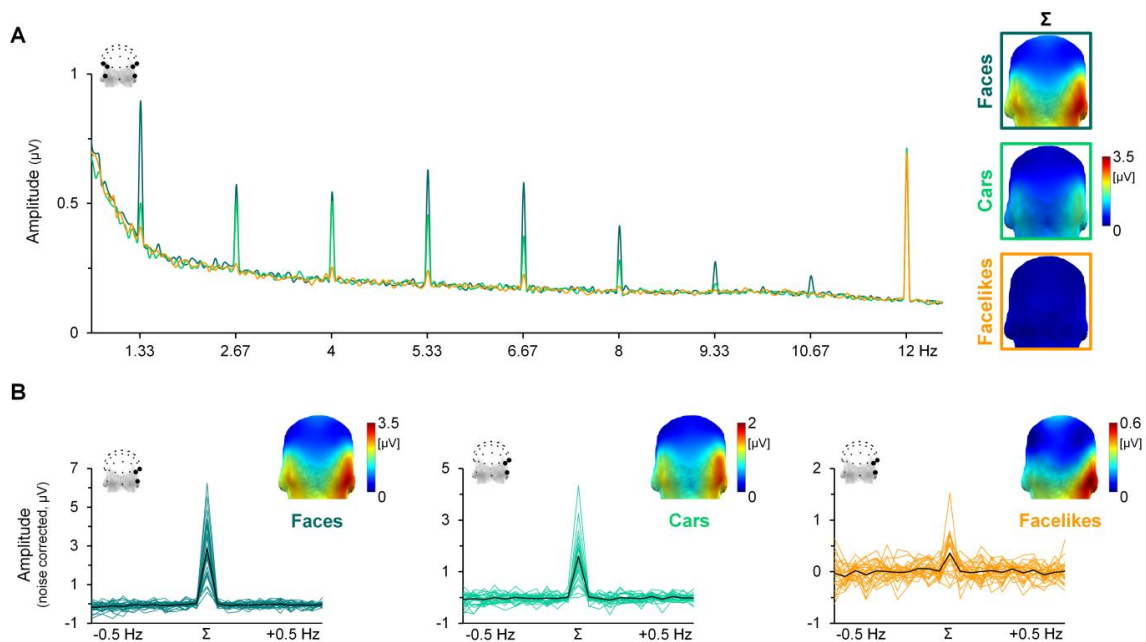 A
Σ
Amplitude (µV)
1
0.5
0
1.33
2.67
4
5.33
6.67
8
9.33
10.67
12 Hz
Faces
Cars
Facelikes
3.5
[µV]
0
B
Amplitude
(noise corrected, µV)
7
6
5
3
1
-1
-0.5 Hz
Σ
+0.5 Hz
3.5
[µV]
0
Faces
5
3
1
-1
-0.5 Hz
Σ
+0.5 Hz
2
[µV]
0
Cars
2
1
0
-1
-0.5 Hz
Σ
+0.5 Hz
0.6
[µV]
0
Facelikes